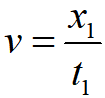 v = x₁ / t₁